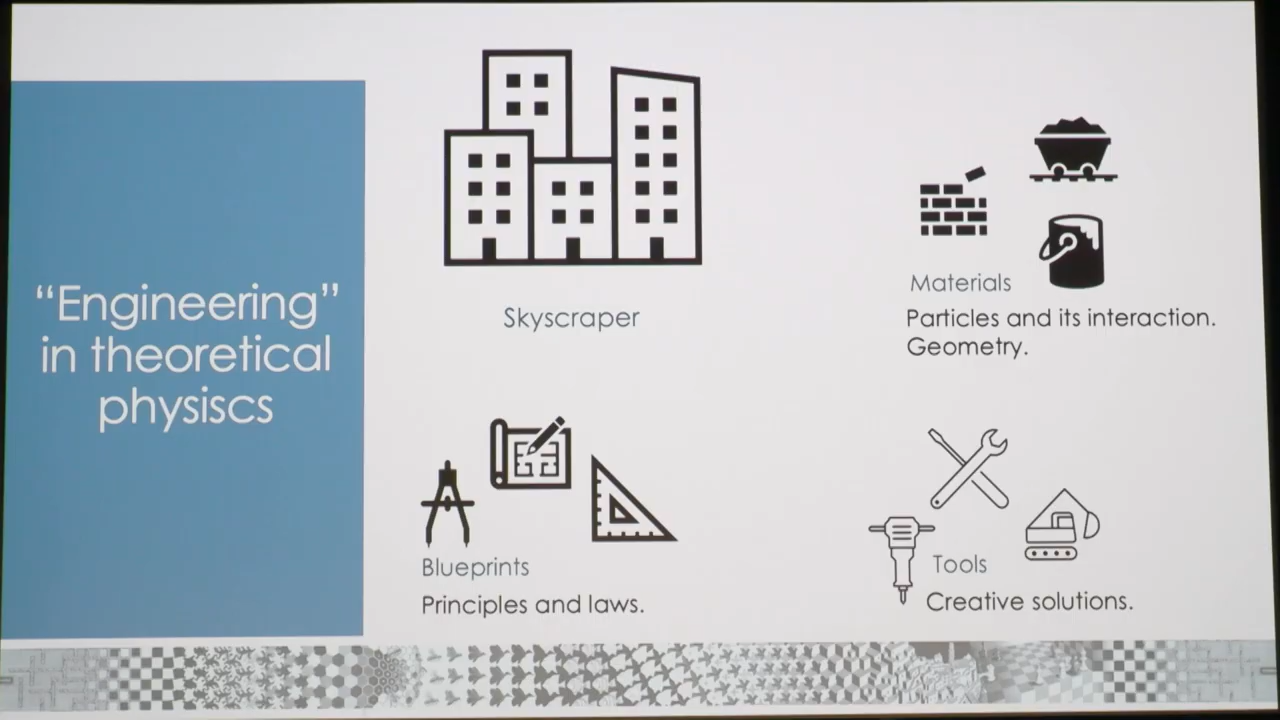 “Engineering”
in theoretical
physiscs
Skyscraper
Materials
Particles and its interaction.
Geometry.
Blueprints
Principles and laws.
Tools
Creative solutions.